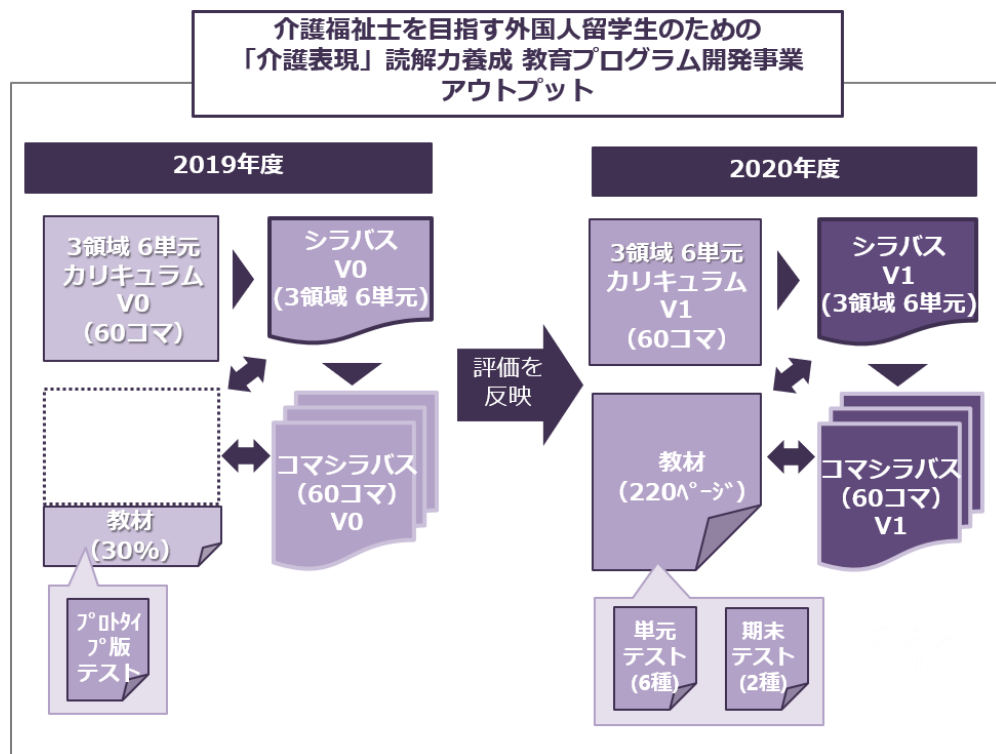 介護福祉士を目指す外国人留学生のための
「介護表現」読解力養成 教育プログラム開発事業
アウトプット
2019年度
3領域 6単元
カリキュラム
V0
（60コマ）
シラバス
V0
(3領域 6単元)
教材
（30%）
コマシラバス
（60コマ）
V0
ﾌﾟﾛﾄﾀｲ
ﾌﾟ版
テスト
評価を
反映
2020年度
3領域 6単元
カリキュラム
V1
（60コマ）
シラバス
V1
(3領域 6単元)
教材
（220ﾍﾟｰｼﾞ）
コマシラバス
（60コマ）
V1
単元
テスト
(6種)
期末
テスト
(2種)